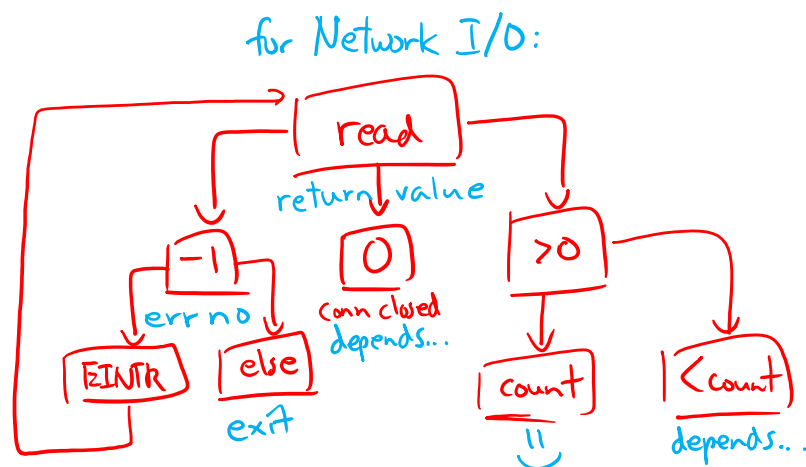 for Network I/O:
read
return value
-1
0
>0
errno
conn closed
depends...
EINTR
else
count
<count
exit
depends...